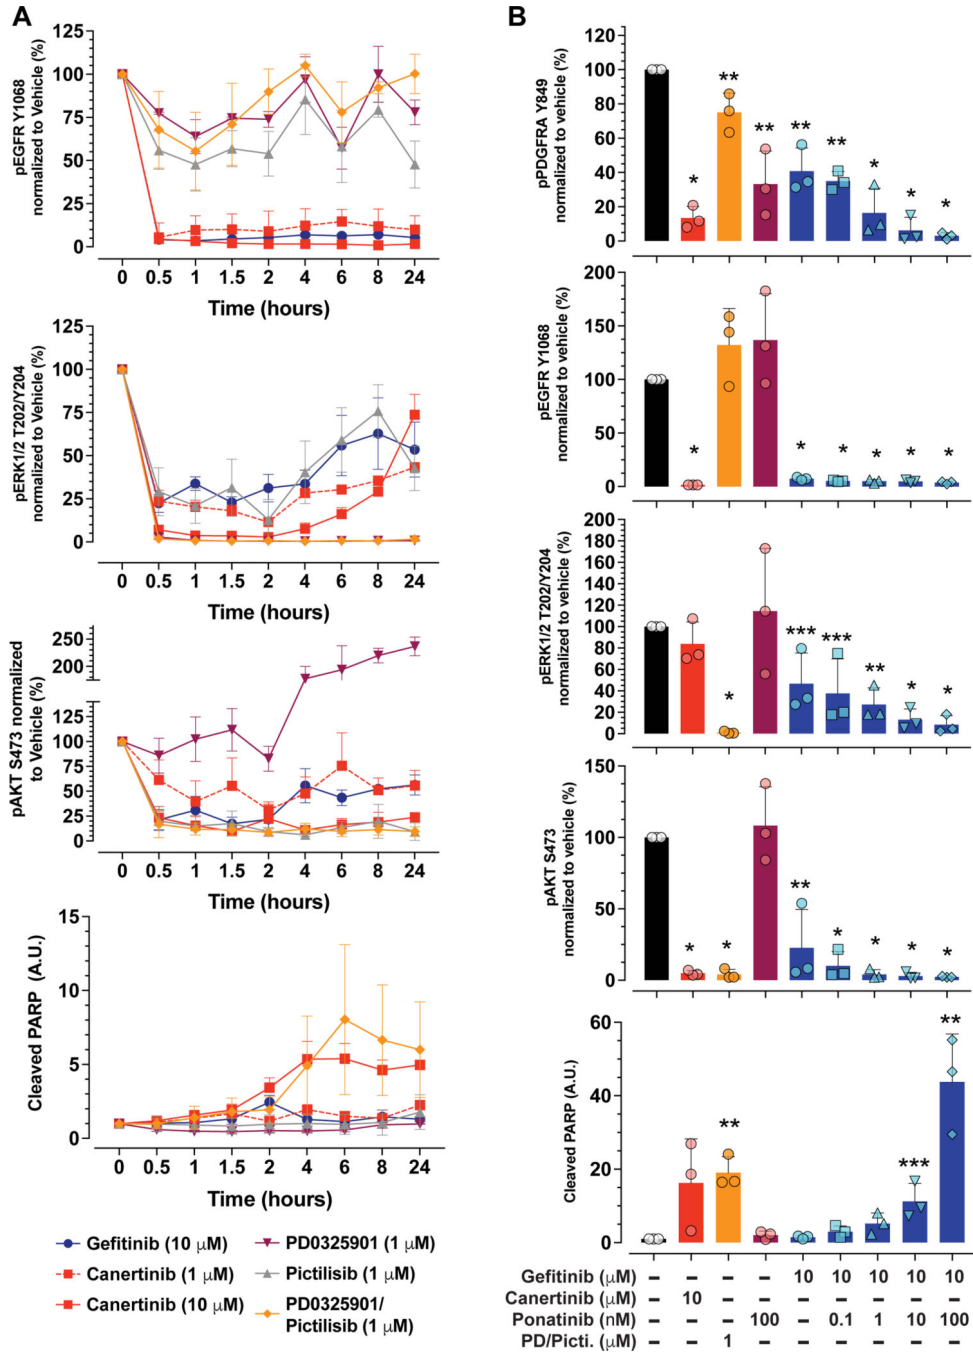 A
pEGFR Y1068
normalized to Vehicle (%)
125
100
75
50
25
0
0 0.5 1 1.5 2 4 6 8 24
Time (hours)
pERK1/2 T202/Y204
normalized to Vehicle (%)
125
100
75
50
25
0
0 0.5 1 1.5 2 4 6 8 24
Time (hours)
pAKT S473 normalized
to Vehicle (%)
250
200
125
100
75
50
25
0
0 0.5 1 1.5 2 4 6 8 24
Time (hours)
Cleaved PARP (A.U.)
15
10
5
0
0 0.5 1 1.5 2 4 6 8 24
Time (hours)
Gefitinib (10 μM)
Canertinib (1 μM)
Canertinib (10 μM)
PD0325901 (1 μM)
Pictilisib (1 μM)
PD0325901/
Pictilisib (1 μM)
B
pPDGFRA Y849
normalized to vehicle (%)
100
80
60
40
20
0
* ** ** ** ** * * *
pEGFR Y1068
normalized to vehicle (%)
200
150
100
50
0
* * * * * *
pERK1/2 T202/Y204
normalized to vehicle (%)
200
180
160
140
120
100
80
60
40
20
0
* *** *** ** * *
pAKT S473
normalized to vehicle (%)
150
100
50
0
* * ** * * * *
Cleaved PARP (A.U.)
60
40
20
0
** *** **
Gefitinib (μM) – – – – 10 10 10 10 10
Canertinib (μM) – 10 – – – – – – –
Ponatinib (nM) – – – 100 – 0.1 1 10 100
PD/Picti. (μM) – – 1 – – – – – –